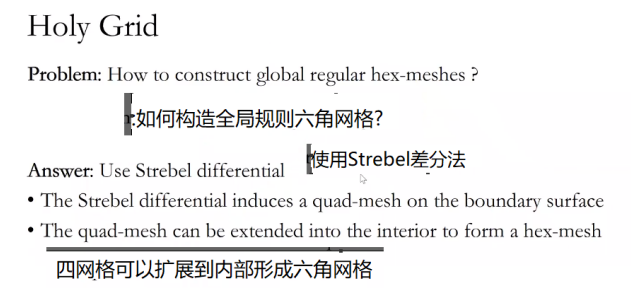 Holy Grid
Problem: How to construct global regular hex-meshes ?
:如何构造全局规则六角网格?
使用Strebel差分法
Answer: Use Strebel differential
• The Strebel differential induces a quad-mesh on the boundary surface
• The quad-mesh can be extended into the interior to form a hex-mesh
四网格可以扩展到内部形成六角网格